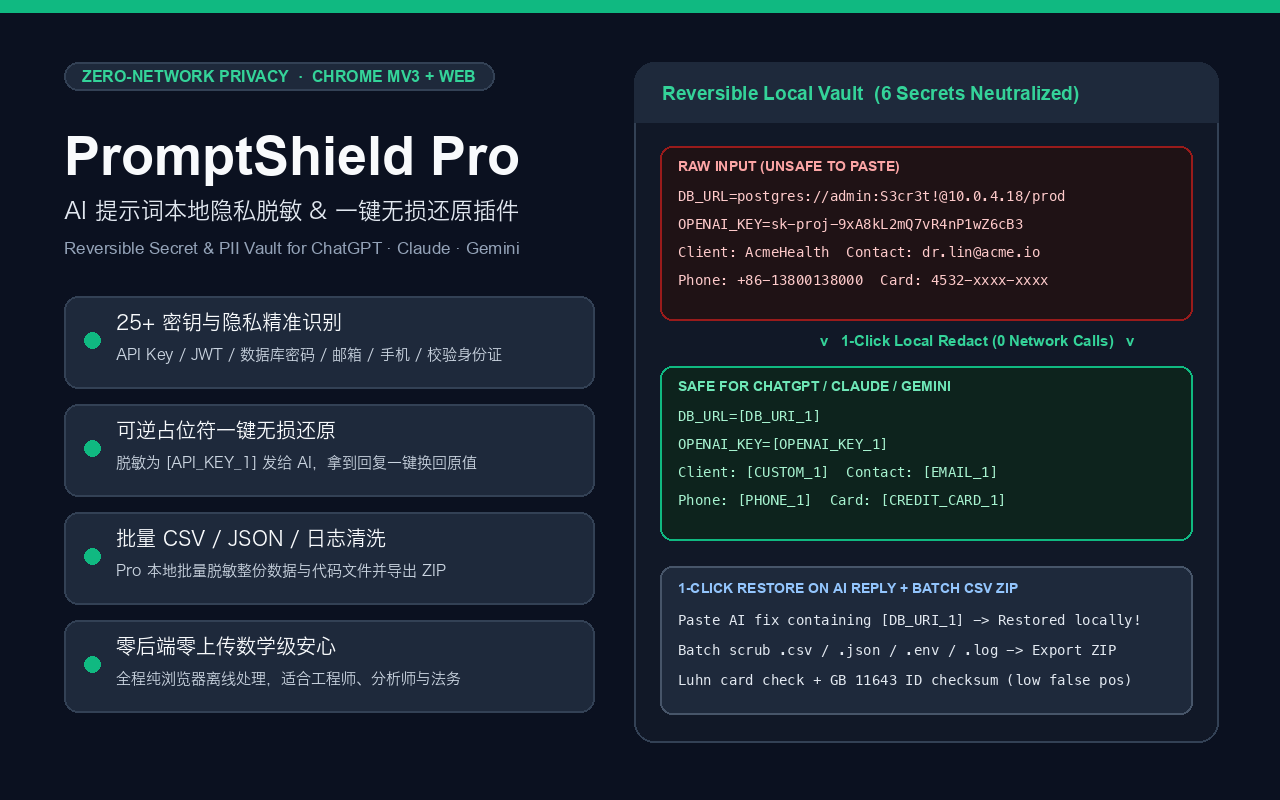 ZERO-NETWORK PRIVACY · CHROME MV3 + WEB
PromptShield Pro
AI 提示词本地隐私脱敏 & 一键无损还原插件
Reversible Secret & PII Vault for ChatGPT · Claude · Gemini
25+ 密钥与隐私精准识别
API Key / JWT / 数据库密码 / 邮箱 / 手机 / 校验身份证
可逆占位符一键无损还原
脱敏为 [API_KEY_1] 发给 AI，拿到回复一键换回原值
批量 CSV / JSON / 日志清洗
Pro 本地批量脱敏整份数据与代码文件并导出 ZIP
零后端零上传数学级安心
全程纯浏览器离线处理，适合工程师、分析师与法务
Reversible Local Vault (6 Secrets Neutralized)
RAW INPUT (UNSAFE TO PASTE)
DB_URL=postgres://admin:S3cr3t!@10.0.4.18/prod
OPENAI_KEY=sk-proj-9xA8kL2mQ7vR4nP1wZ6cB3
Client: AcmeHealth  Contact: dr.lin@acme.io
Phone: +86-13800138000  Card: 4532-xxxx-xxxx
v 1-Click Local Redact (0 Network Calls) v
SAFE FOR CHATGPT / CLAUDE / GEMINI
DB_URL=[DB_URI_1]
OPENAI_KEY=[OPENAI_KEY_1]
Client: [CUSTOM_1]  Contact: [EMAIL_1]
Phone: [PHONE_1]  Card: [CREDIT_CARD_1]
1-CLICK RESTORE ON AI REPLY + BATCH CSV ZIP
Paste AI fix containing [DB_URI_1] -> Restored locally!
Batch scrub .csv / .json / .env / .log -> Export ZIP
Luhn card check + GB 11643 ID checksum (low false pos)